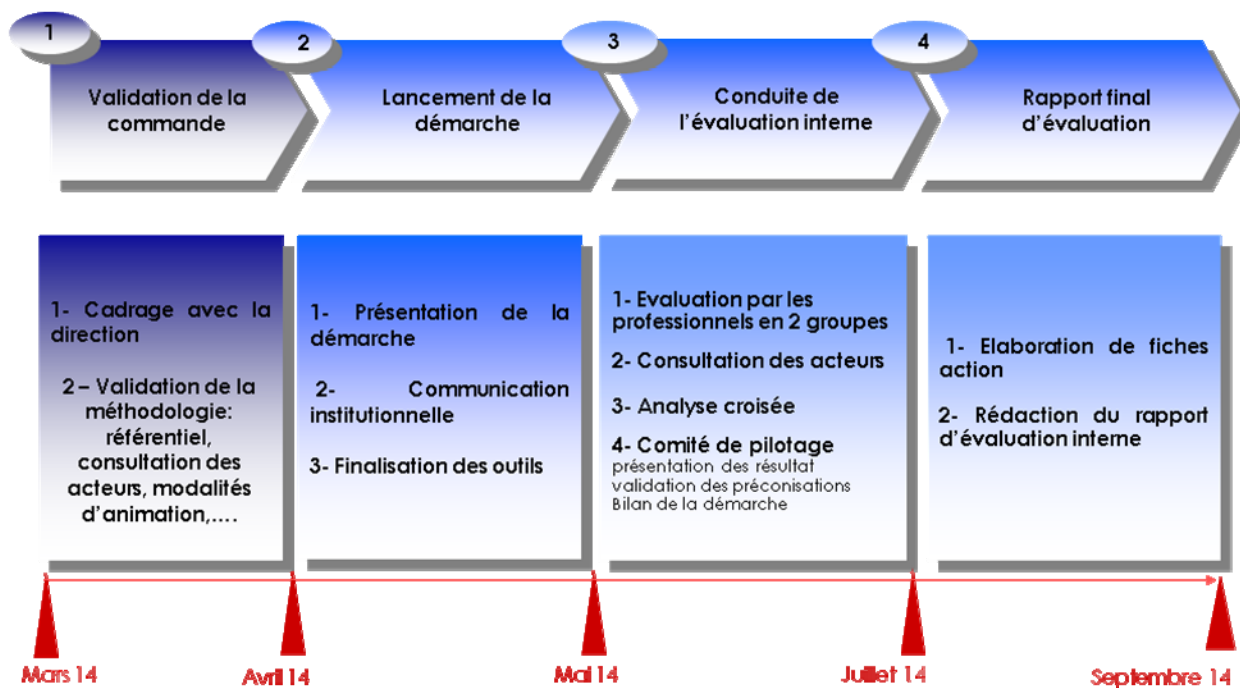 1
2
3
4
Validation de la
commande
Lancement de la
démarche
Conduite de
l'évaluation interne
Rapport final
d'évaluation
1- Cadrage avec la
direction
2 – Validation de la
méthodologie:
référentiel,
consultation des
acteurs, modalités
d'animation,....
1- Présentation de la
démarche
2- Communication
institutionnelle
3- Finalisation des outils
1- Evaluation par les
professionnels en 2 groupes
2- Consultation des acteurs
3- Analyse croisée
4- Comité de pilotage
présentation des résultat
validation des préconisations
Bilan de la démarche
1- Elaboration de fiches
action
2- Rédaction du rapport
d'évaluation interne
Mars 14
Avril 14
Mai 14
Juillet 14
Septembre 14